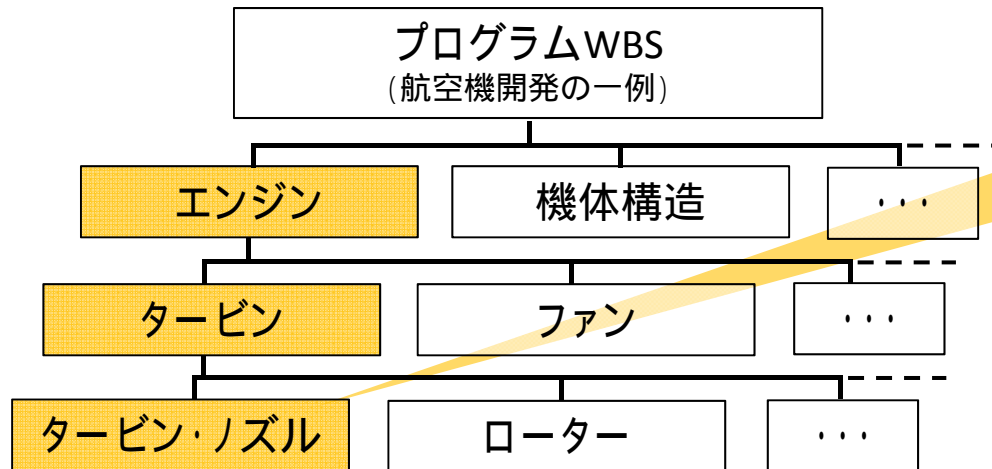 プログラムWBS
(航空機開発の一例)
エンジン
機体構造
・・・
タービン
ファン
・・・
タービン・ノズル
ローター
・・・